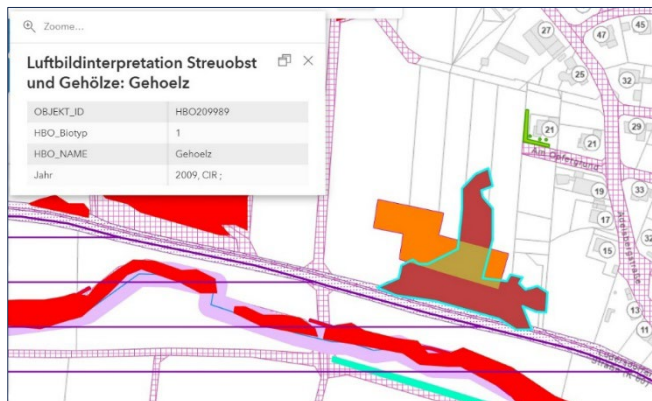 Zoome...
Luftbildinterpretation Streuobst
und Gehölze: Gehoelz
OBJEKT_ID HBO209989
HBO_Biotyp 1
HBO_NAME Gehoelz
Jahr 2009, CIR ;
27
45
47
25
32
21
21
29
Am
19
33
17
15
32
13
11